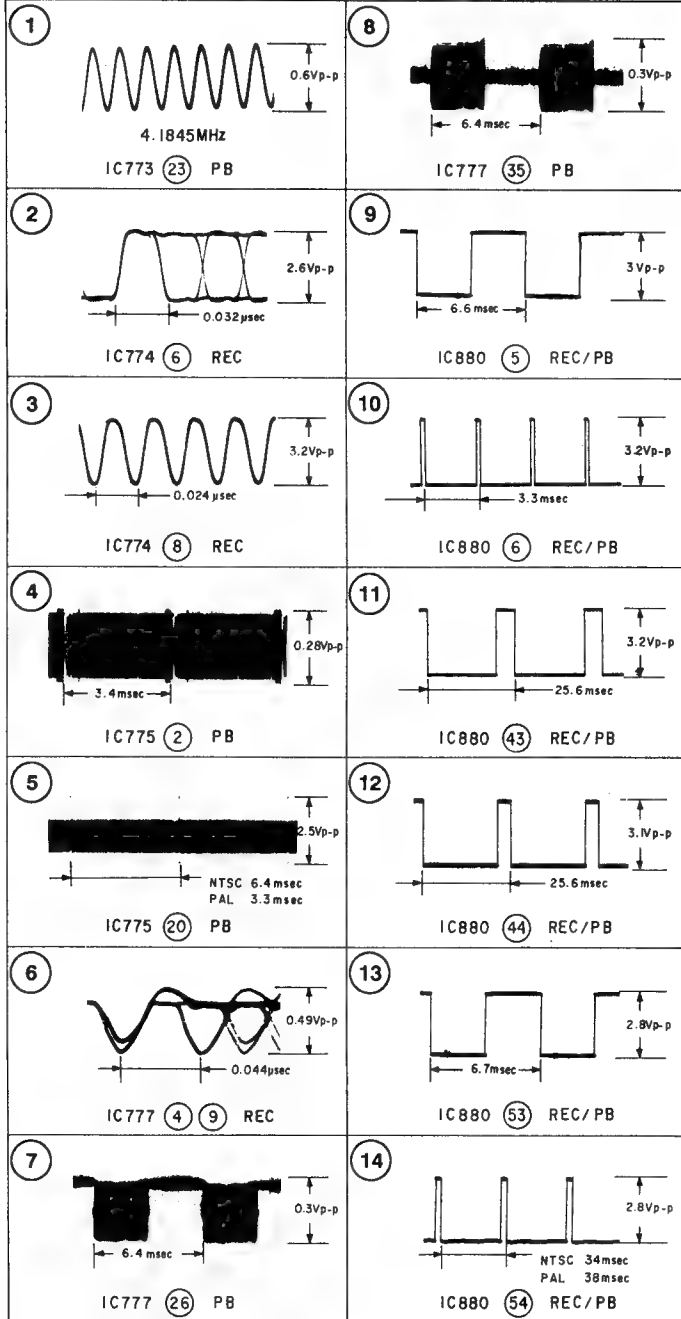 1
0.6Vp-p
4.1845MHz
IC773 23 PB
2
2.6Vp-p
0.032µsec
IC774 6 REC
3
3.2Vp-p
0.024µsec
IC774 8 REC
4
0.28Vp-p
3.4msec
IC775 2 PB
5
2.5Vp-p
NTSC 6.4msec
PAL 3.3msec
IC775 20 PB
6
0.49Vp-p
0.044µsec
IC777 4 9 REC
7
0.3Vp-p
6.4msec
IC777 26 PB
8
0.3Vp-p
6.4msec
IC777 35 PB
9
3Vp-p
6.6msec
IC880 5 REC/PB
10
3.2Vp-p
3.3msec
IC880 6 REC/PB
11
3.2Vp-p
25.6msec
IC880 43 REC/PB
12
3.1Vp-p
25.6msec
IC880 44 REC/PB
13
2.8Vp-p
6.7msec
IC880 53 REC/PB
14
2.8Vp-p
NTSC 34msec
PAL 38msec
IC880 54 REC/PB